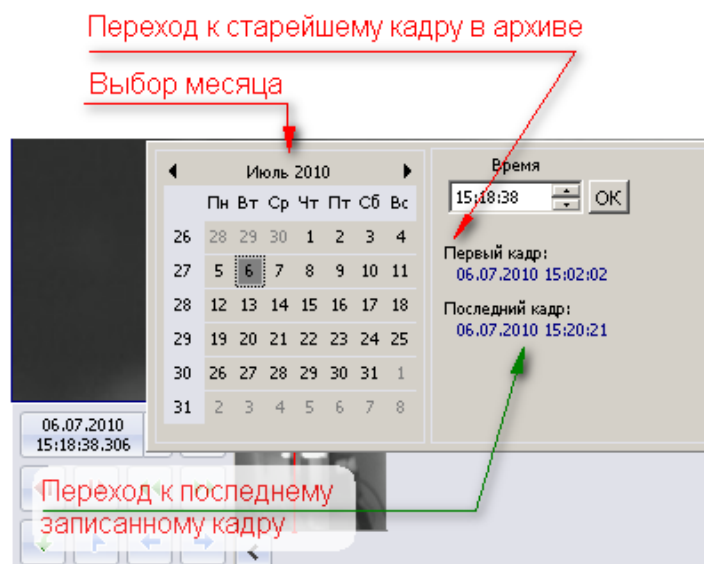 Переход к старейшему кадру в архиве
Выбор месяца
Июль 2010
Пн Вт Ср Чт Пт Сб Вс
26 28 29 30 1 2 3 4
27 5 6 7 8 9 10 11
28 12 13 14 15 16 17 18
29 19 20 21 22 23 24 25
30 26 27 28 29 30 31 1
31 2 3 4 5 6 7 8
Время
15:18:38 OK
Первый кадр:
06.07.2010 15:02:02
Последний кадр:
06.07.2010 15:20:21
06.07.2010
15:18:38.306
Переход к последнему
записанному кадру